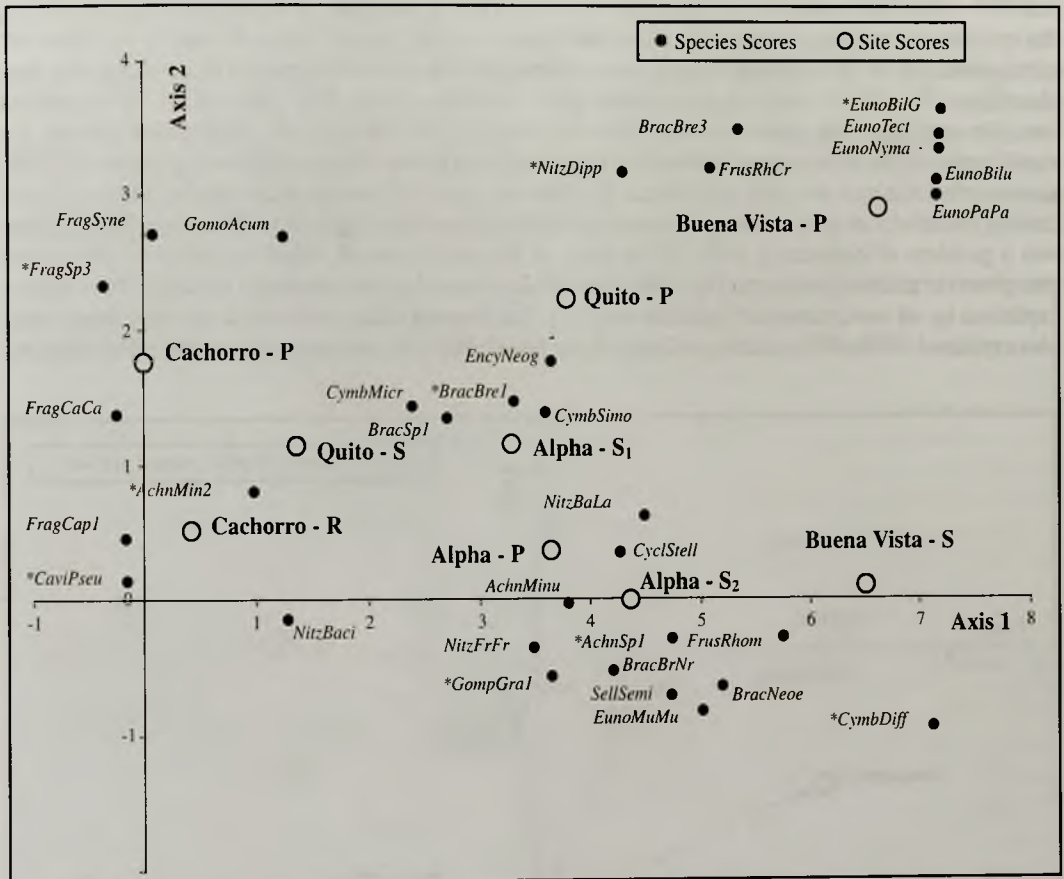 Species Scores Site Scores
Axis 2
4
*EunoBilG
BracBre3
EunoTect
EunoNyma
*NitzDipp
FrusRhCr
EunoBilu
3
EunoPaPa
FragSyne
GomoAcum
Buena Vista - P
*FragSp3
Quito - P
2
Cachorro - P
EncyNeog
CymbMicr
*BracBre1
FragCaCa
BracSp1
CymbSimo
Quito - S
Alpha - S₁
1
*AchnMin2
NitzBaLa
FragCap1
Cachorro - R
Alpha - P
CyclStell
Buena Vista - S
*CaviPseu
AchnMinu
Alpha - S₂
-1 0 1 2 3 4 5 6 7 8
Axis 1
NitzBaci
NitzFrFr
*AchnSp1
FrusRhom
BracBrNr
*GompGra1
SellSemi
BracNeoe
EunoMuMu
*CymbDiff
-1